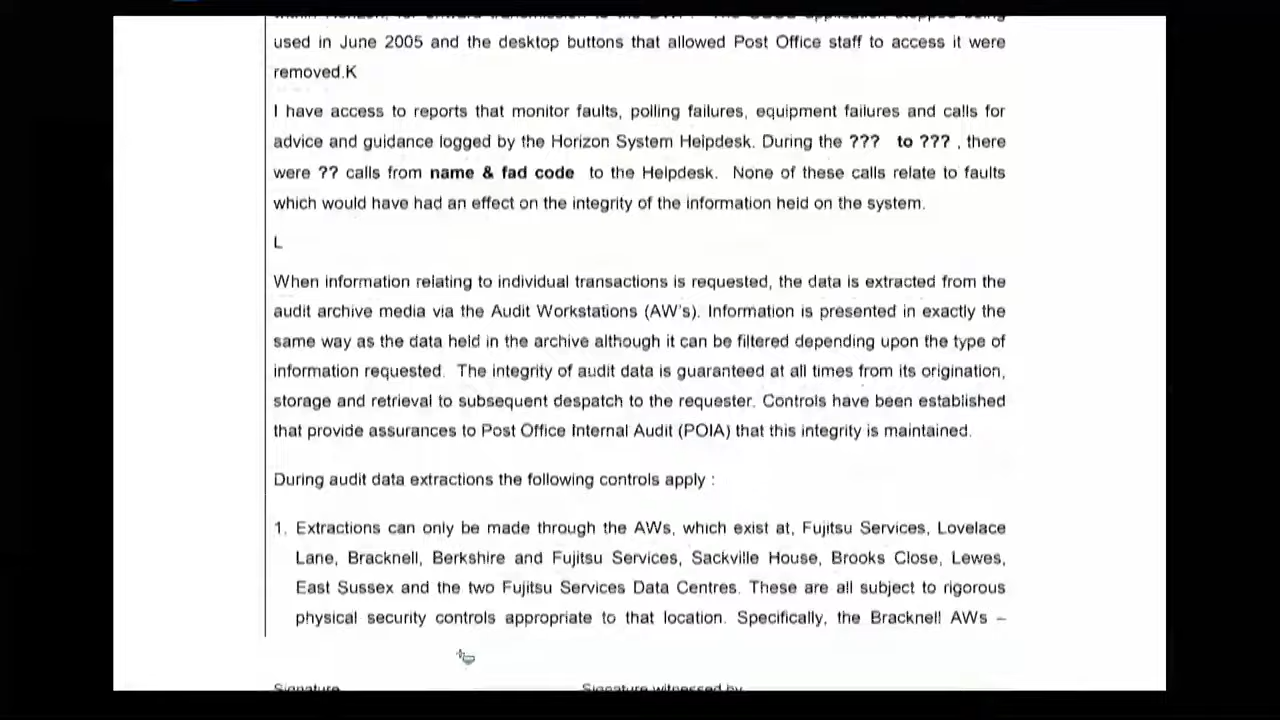 used in June 2005 and the desktop buttons that allowed Post Office staff to access it were
removed.K
I have access to reports that monitor faults, polling failures, equipment failures and calls for
advice and guidance logged by the Horizon System Helpdesk. During the ??? to ??? , there
were ?? calls from name & fad code to the Helpdesk. None of these calls relate to faults
which would have had an effect on the integrity of the information held on the system.
L
When information relating to individual transactions is requested, the data is extracted from the
audit archive media via the Audit Workstations (AW's). Information is presented in exactly the
same way as the data held in the archive although it can be filtered depending upon the type of
information requested. The integrity of audit data is guaranteed at all times from its origination,
storage and retrieval to subsequent despatch to the requester. Controls have been established
that provide assurances to Post Office Internal Audit (POIA) that this integrity is maintained.
During audit data extractions the following controls apply :
1. Extractions can only be made through the AWs, which exist at, Fujitsu Services, Lovelace
Lane, Bracknell, Berkshire and Fujitsu Services, Sackville House, Brooks Close, Lewes,
East Sussex and the two Fujitsu Services Data Centres. These are all subject to rigorous
physical security controls appropriate to that location. Specifically, the Bracknell AWs –
Signature Signature witnessed by